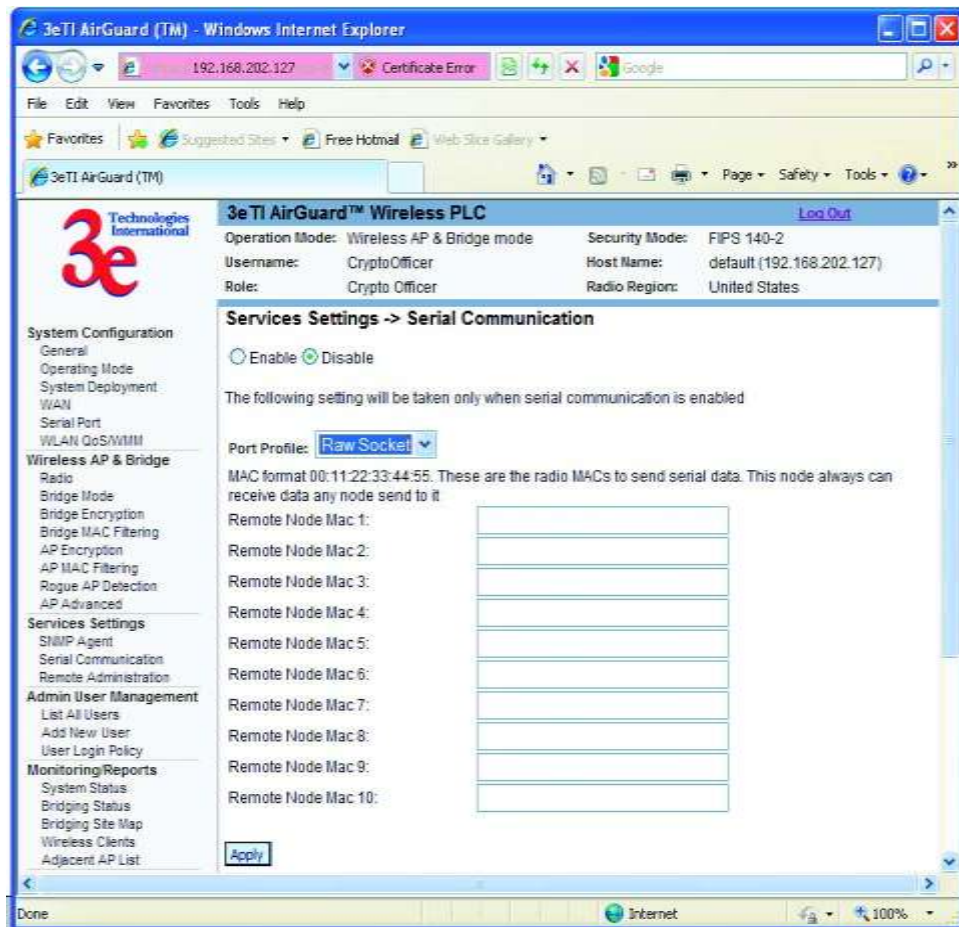 3eTI AirGuard (TM) - Windows Internet Explorer
192.168.202.127
Certificate Error
Google
File Edit View Favorites Tools Help
Favorites
Suggested Sites
Free Hotmail
Web Slice Gallery
3eTI AirGuard (TM)
Page
Safety
Tools
3e
Technologies
International
3eTI AirGuard™ Wireless PLC
Log Out
Operation Mode: Wireless AP & Bridge mode
Security Mode: FIPS 140-2
Username: CryptoOfficer
Host Name: default (192.168.202.127)
Role: Crypto Officer
Radio Region: United States
System Configuration
General
Operating Mode
System Deployment
WAN
Serial Port
WLAN QoS/WMM
Wireless AP & Bridge
Radio
Bridge Mode
Bridge Encryption
Bridge MAC Filtering
AP Encryption
AP MAC Filtering
Rogue AP Detection
AP Advanced
Services Settings
SNMP Agent
Serial Communication
Remote Administration
Admin User Management
List All Users
Add New User
User Login Policy
Monitoring/Reports
System Status
Bridging Status
Bridging Site Map
Wireless Clients
Adjacent AP List
Services Settings -> Serial Communication
Enable Disable
The following setting will be taken only when serial communication is enabled
Port Profile: Raw Socket
MAC format 00:11:22:33:44:55. These are the radio MACs to send serial data. This node always can
receive data any node send to it
Remote Node Mac 1:
Remote Node Mac 2:
Remote Node Mac 3:
Remote Node Mac 4:
Remote Node Mac 5:
Remote Node Mac 6:
Remote Node Mac 7:
Remote Node Mac 8:
Remote Node Mac 9:
Remote Node Mac 10:
Apply
Done
Internet
100%